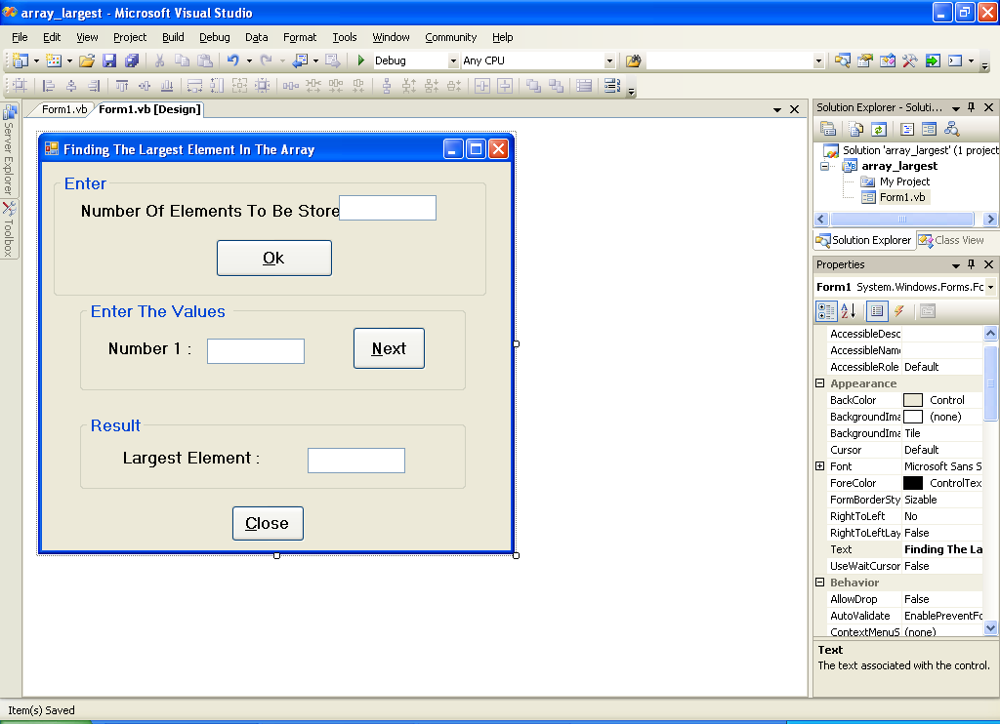 array_largest - Microsoft Visual Studio
File Edit View Project Build Debug Data Format Tools Window Community Help
Debug Any CPU
Form1.vb Form1.vb [Design]
Server Explorer
Toolbox
Finding The Largest Element In The Array
Enter
Number Of Elements To Be Store
Ok
Enter The Values
Number 1 :
Next
Result
Largest Element :
Close
Solution Explorer - Soluti...
Solution 'array_largest' (1 project
array_largest
My Project
Form1.vb
Solution Explorer Class View
Properties
Form1 System.Windows.Forms.Fc
AccessibleDesc
AccessibleName
AccessibleRole Default
Appearance
BackColor Control
BackgroundIma (none)
BackgroundIma Tile
Cursor Default
Font Microsoft Sans S
ForeColor ControlTex
FormBorderSty Sizable
RightToLeft No
RightToLeftLay False
Text Finding The La
UseWaitCursor False
Behavior
AllowDrop False
AutoValidate EnablePreventFo
ContextMenuS (none)
Text
The text associated with the control.
Item(s) Saved